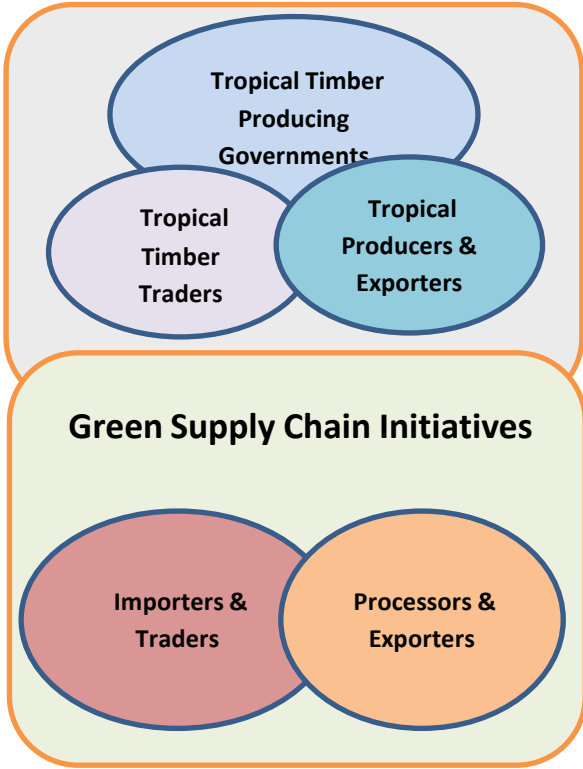 Tropical Timber
Producing
Governments
Tropical
Timber
Traders
Tropical
Producers &
Exporters
Green Supply Chain Initiatives
Importers &
Traders
Processors &
Exporters